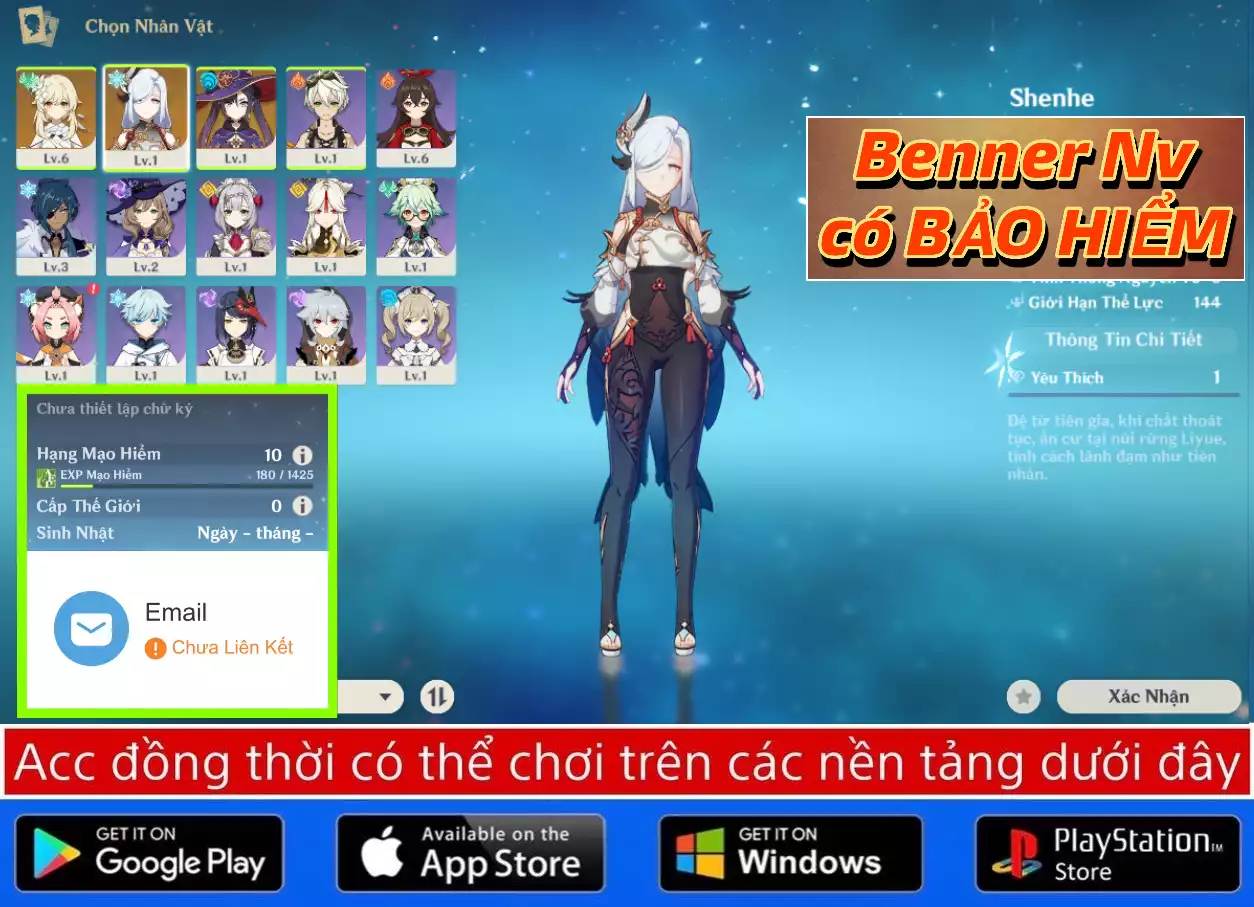 Chọn Nhân Vật
Lv.6
Lv.1
Lv.1
Lv.1
Lv.6
Lv.3
Lv.2
Lv.1
Lv.1
Lv.1
Lv.1
Lv.1
Lv.1
Lv.1
Lv.1
Shenhe
Benner Nv
có BẢO HIỂM
Giới Hạn Thể Lực 144
Thông Tin Chi Tiết
Yêu Thích 1
Đệ tử tiên gia, khí chất thoát
tục, ẩn cư tại núi rừng Liyue,
tính cách lãnh đạm như tiên
nhân.
Chưa thiết lập chữ ký
Hạng Mạo Hiểm 10
EXP Mạo Hiểm 180 / 1425
Cấp Thế Giới 0
Sinh Nhật Ngày - tháng -
Email
Chưa Liên Kết
Xác Nhận
Acc đồng thời có thể chơi trên các nền tảng dưới đây
GET IT ON
Google Play
Available on the
App Store
GET IT ON
Windows
PlayStation™
Store